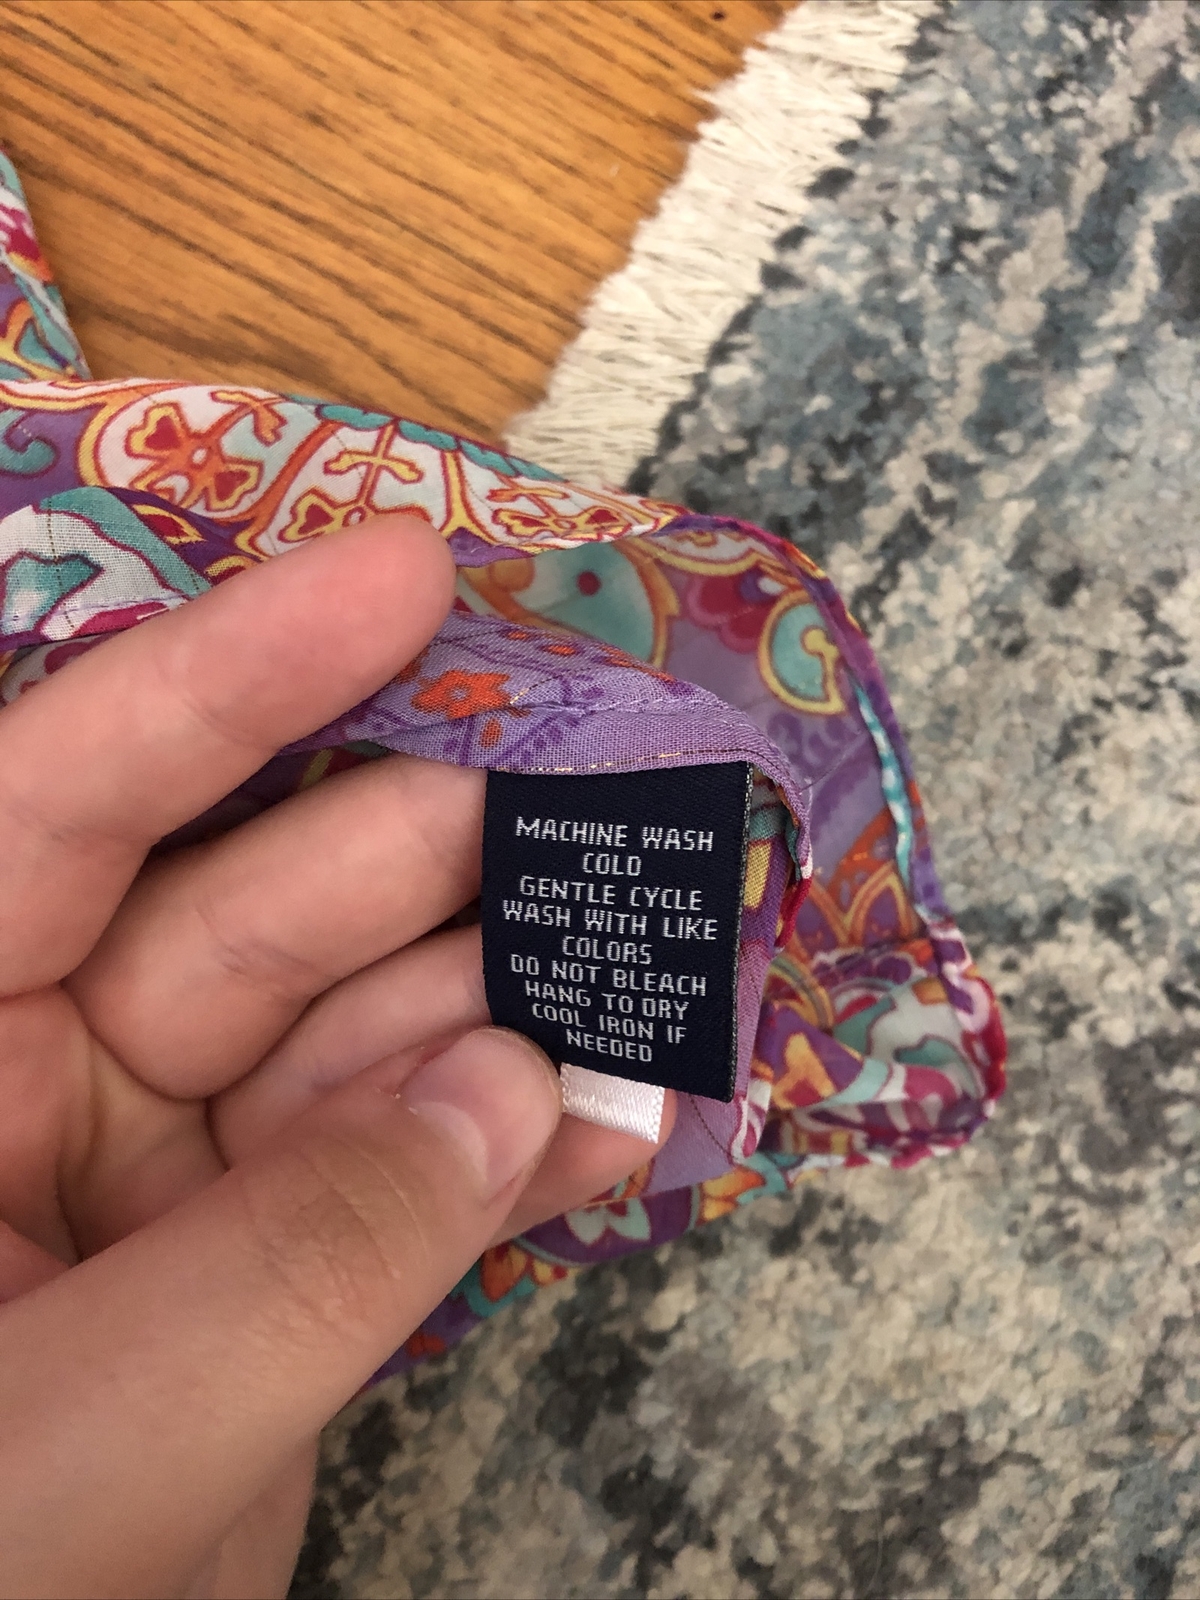 MACHINE WASH
COLD
GENTLE CYCLE
WASH WITH LIKE
COLORS
DO NOT BLEACH
HANG TO DRY
COOL IRON IF
NEEDED